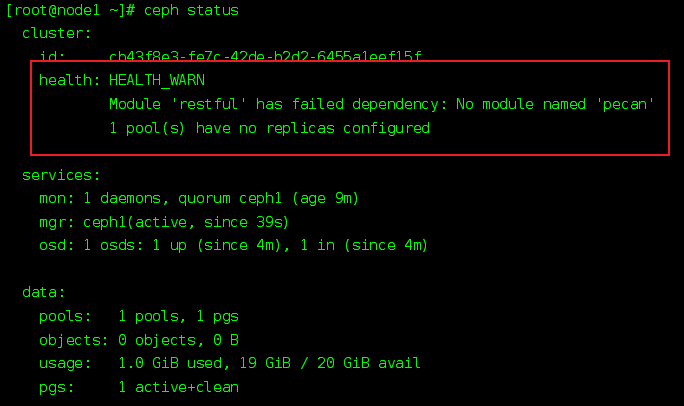 [root@node1 ~]# ceph status
cluster:
id: cb43f8e3-fe7c-42de-b2d2-6455a1eef15f
health: HEALTH_WARN
Module 'restful' has failed dependency: No module named 'pecan'
1 pool(s) have no replicas configured
services:
mon: 1 daemons, quorum ceph1 (age 9m)
mgr: ceph1(active, since 39s)
osd: 1 osds: 1 up (since 4m), 1 in (since 4m)
data:
pools: 1 pools, 1 pgs
objects: 0 objects, 0 B
usage: 1.0 GiB used, 19 GiB / 20 GiB avail
pgs: 1 active+clean